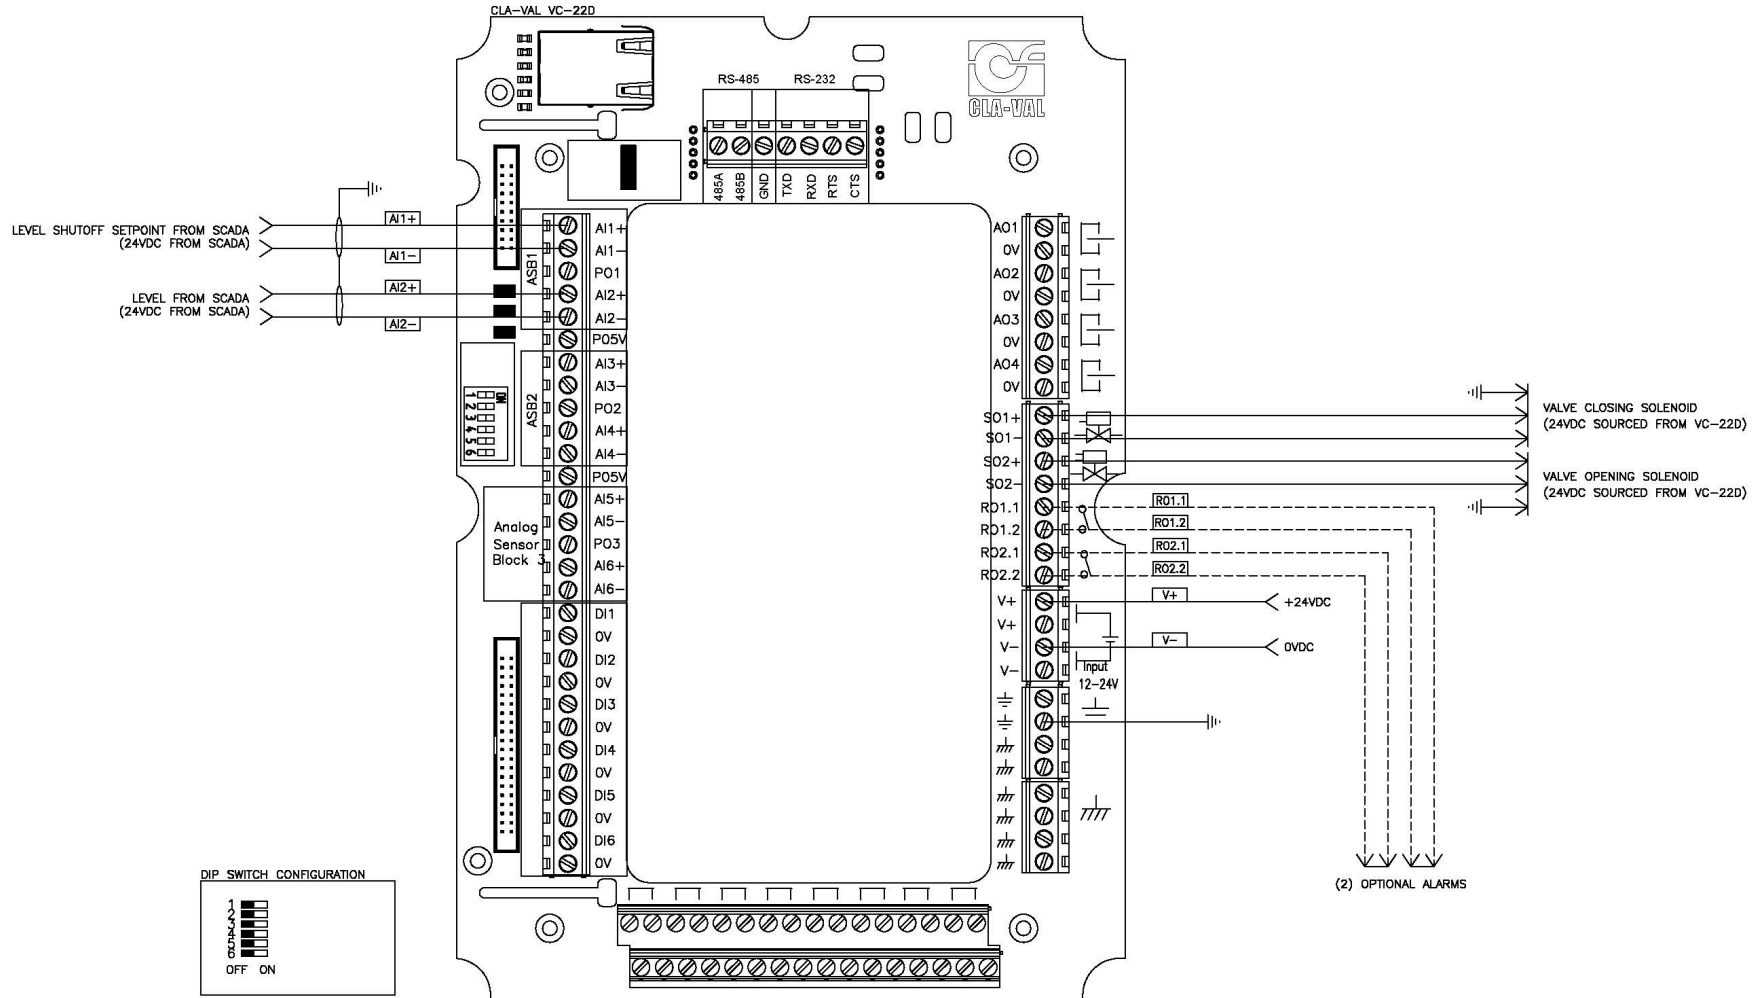 CLA-VAL VC-22D
CLA-VAL
RS-485
RS-232
485A
485B
GND
TXD
RXD
RTS
CTS
LEVEL SHUTOFF SETPOINT FROM SCADA
(24VDC FROM SCADA)
AI1+
AI1-
LEVEL FROM SCADA
(24VDC FROM SCADA)
AI2+
AI2-
ASB1
AI1+
AI1-
PO1
AI2+
AI2-
PO5V
ASB2
AI3+
AI3-
PO2
AI4+
AI4-
PO5V
ON
1
2
3
4
5
6
Analog
Sensor
Block 3
AI5+
AI5-
PO3
AI6+
AI6-
DI1
0V
DI2
0V
DI3
0V
DI4
0V
DI5
0V
DI6
0V
AO1
0V
AO2
0V
AO3
0V
AO4
0V
SO1+
SO1-
SO2+
SO2-
RO1.1
RO1.2
RO2.1
RO2.2
V+
V+
V-
V-
Input
12-24V
VALVE CLOSING SOLENOID
(24VDC SOURCED FROM VC-22D)
VALVE OPENING SOLENOID
(24VDC SOURCED FROM VC-22D)
RO1.1
RO1.2
RO2.1
RO2.2
V+
+24VDC
V-
0VDC
(2) OPTIONAL ALARMS
DIP SWITCH CONFIGURATION
1
2
3
4
5
6
OFF ON